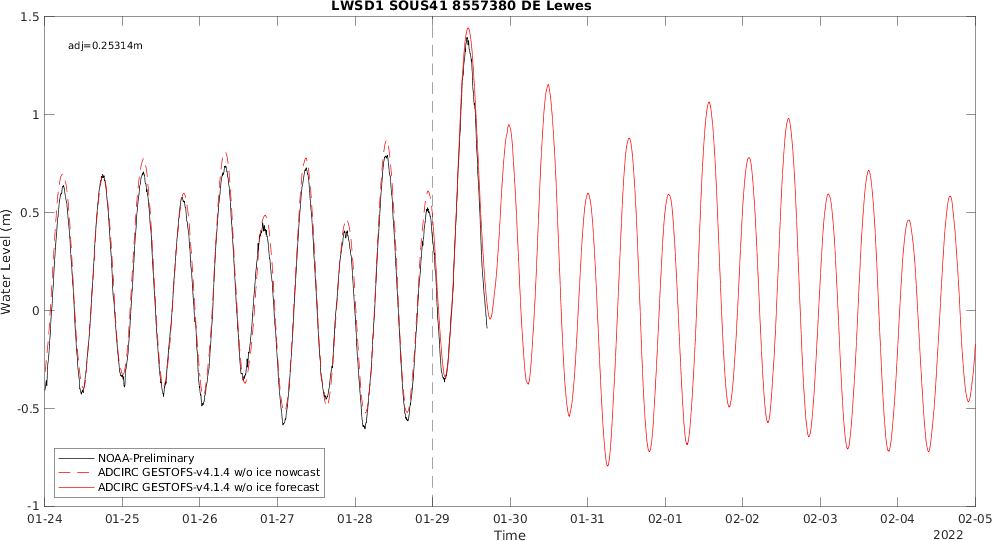 LWSD1 SOUS41 8557380 DE Lewes
adj=0.25314m
Water Level (m)
1.5
1
0.5
0
-0.5
-1
NOAA-Preliminary
ADCIRC GESTOFS-v4.1.4 w/o ice nowcast
ADCIRC GESTOFS-v4.1.4 w/o ice forecast
01-24 01-25 01-26 01-27 01-28 01-29 01-30 01-31 02-01 02-02 02-03 02-04 02-05
Time
2022